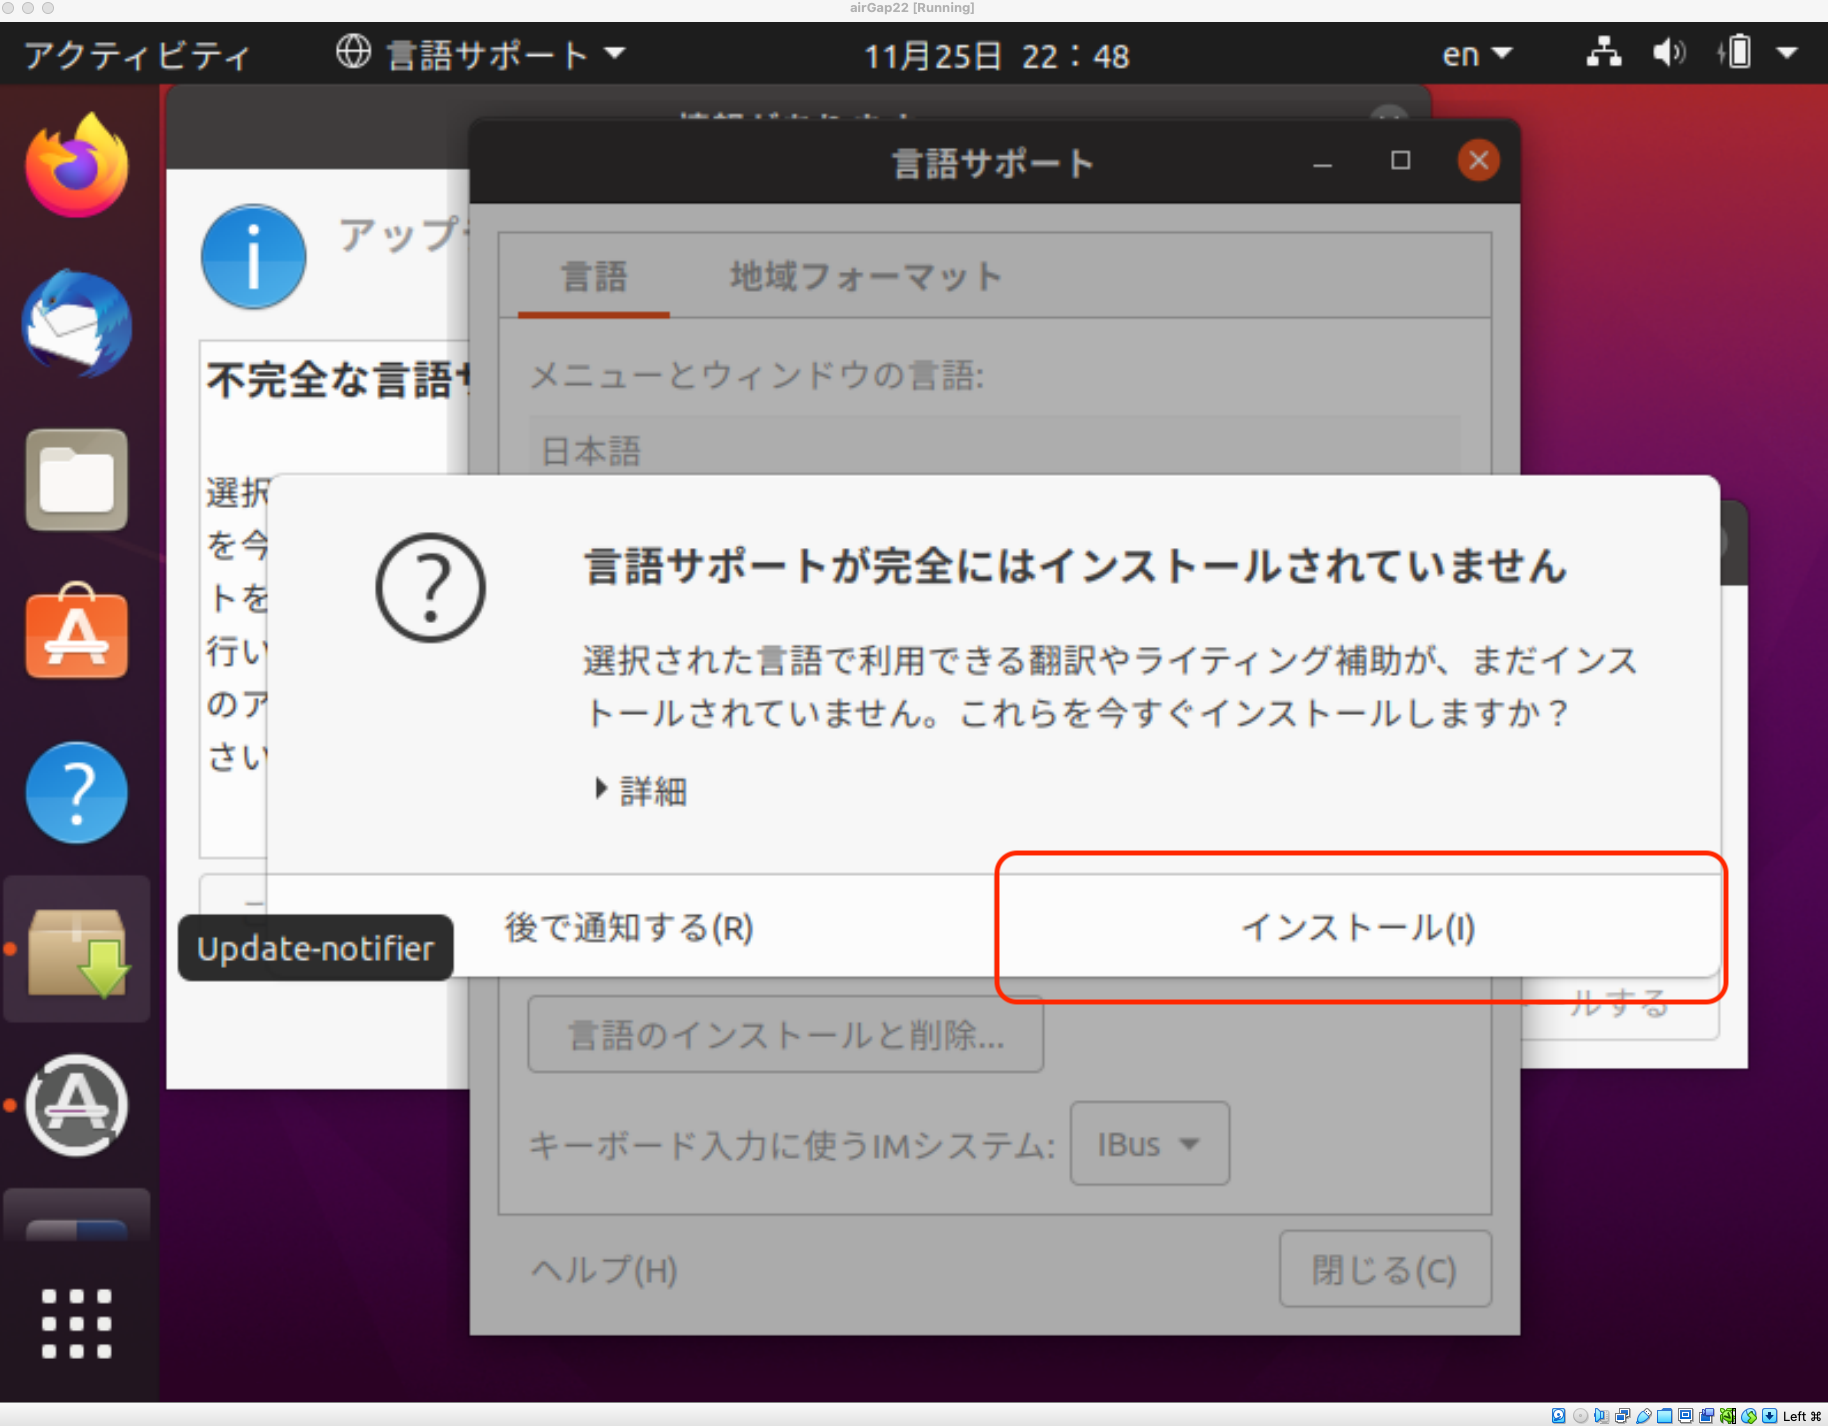 airGap22 [Running]
アクティビティ
言語サポート
11月25日 22：48
en
言語サポート
アップ
言語
地域フォーマット
不完全な言語
メニューとウィンドウの言語:
日本語
選択
を今
トを
行い
のア
さい
言語サポートが完全にはインストールされていません
選択された言語で利用できる翻訳やライティング補助が、まだインス
トールされていません。これらを今すぐインストールしますか？
詳細
後で通知する(R)
インストール(I)
Update-notifier
ルする
言語のインストールと削除...
キーボード入力に使うIMシステム:
IBus
ヘルプ(H)
閉じる(C)
Left ⌘